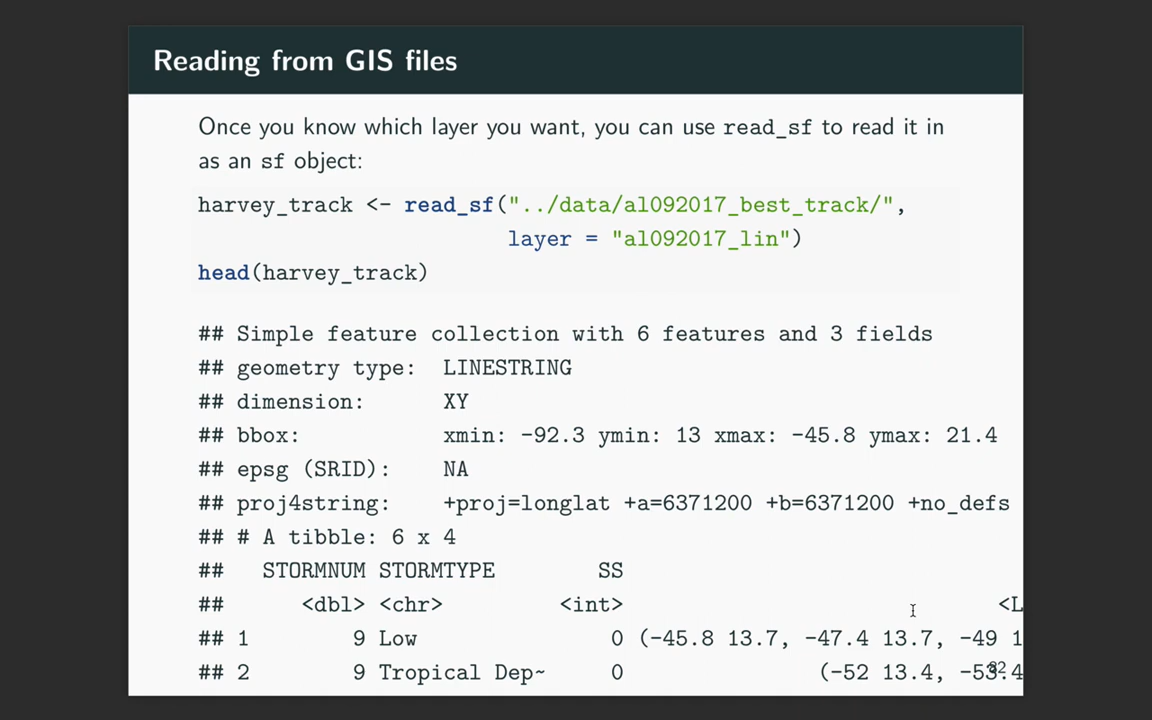 Reading from GIS files
Once you know which layer you want, you can use read_sf to read it in
as an sf object:
harvey_track <- read_sf("../data/al092017_best_track/",
layer = "al092017_lin")
head(harvey_track)
## Simple feature collection with 6 features and 3 fields
## geometry type:  LINESTRING
## dimension:      XY
## bbox:           xmin: -92.3 ymin: 13 xmax: -45.8 ymax: 21.4
## epsg (SRID):    NA
## proj4string:    +proj=longlat +a=6371200 +b=6371200 +no_defs
## # A tibble: 6 x 4
##   STORMNUM STORMTYPE        SS
##      <dbl> <chr>         <int>                             <L
## 1        9 Low               0 (-45.8 13.7, -47.4 13.7, -49 1
## 2        9 Tropical Dep~     0               (-52 13.4, -53.4